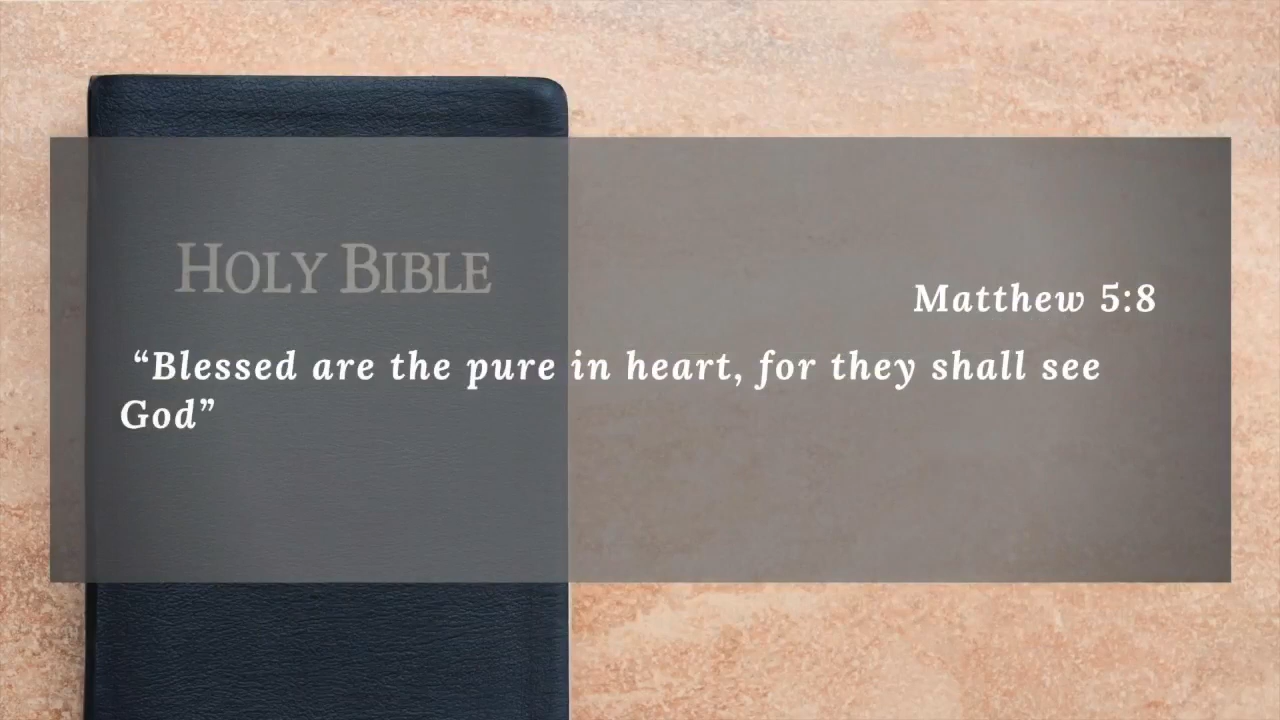 HOLY BIBLE
Matthew 5:8
“Blessed are the pure in heart, for they shall see
God”